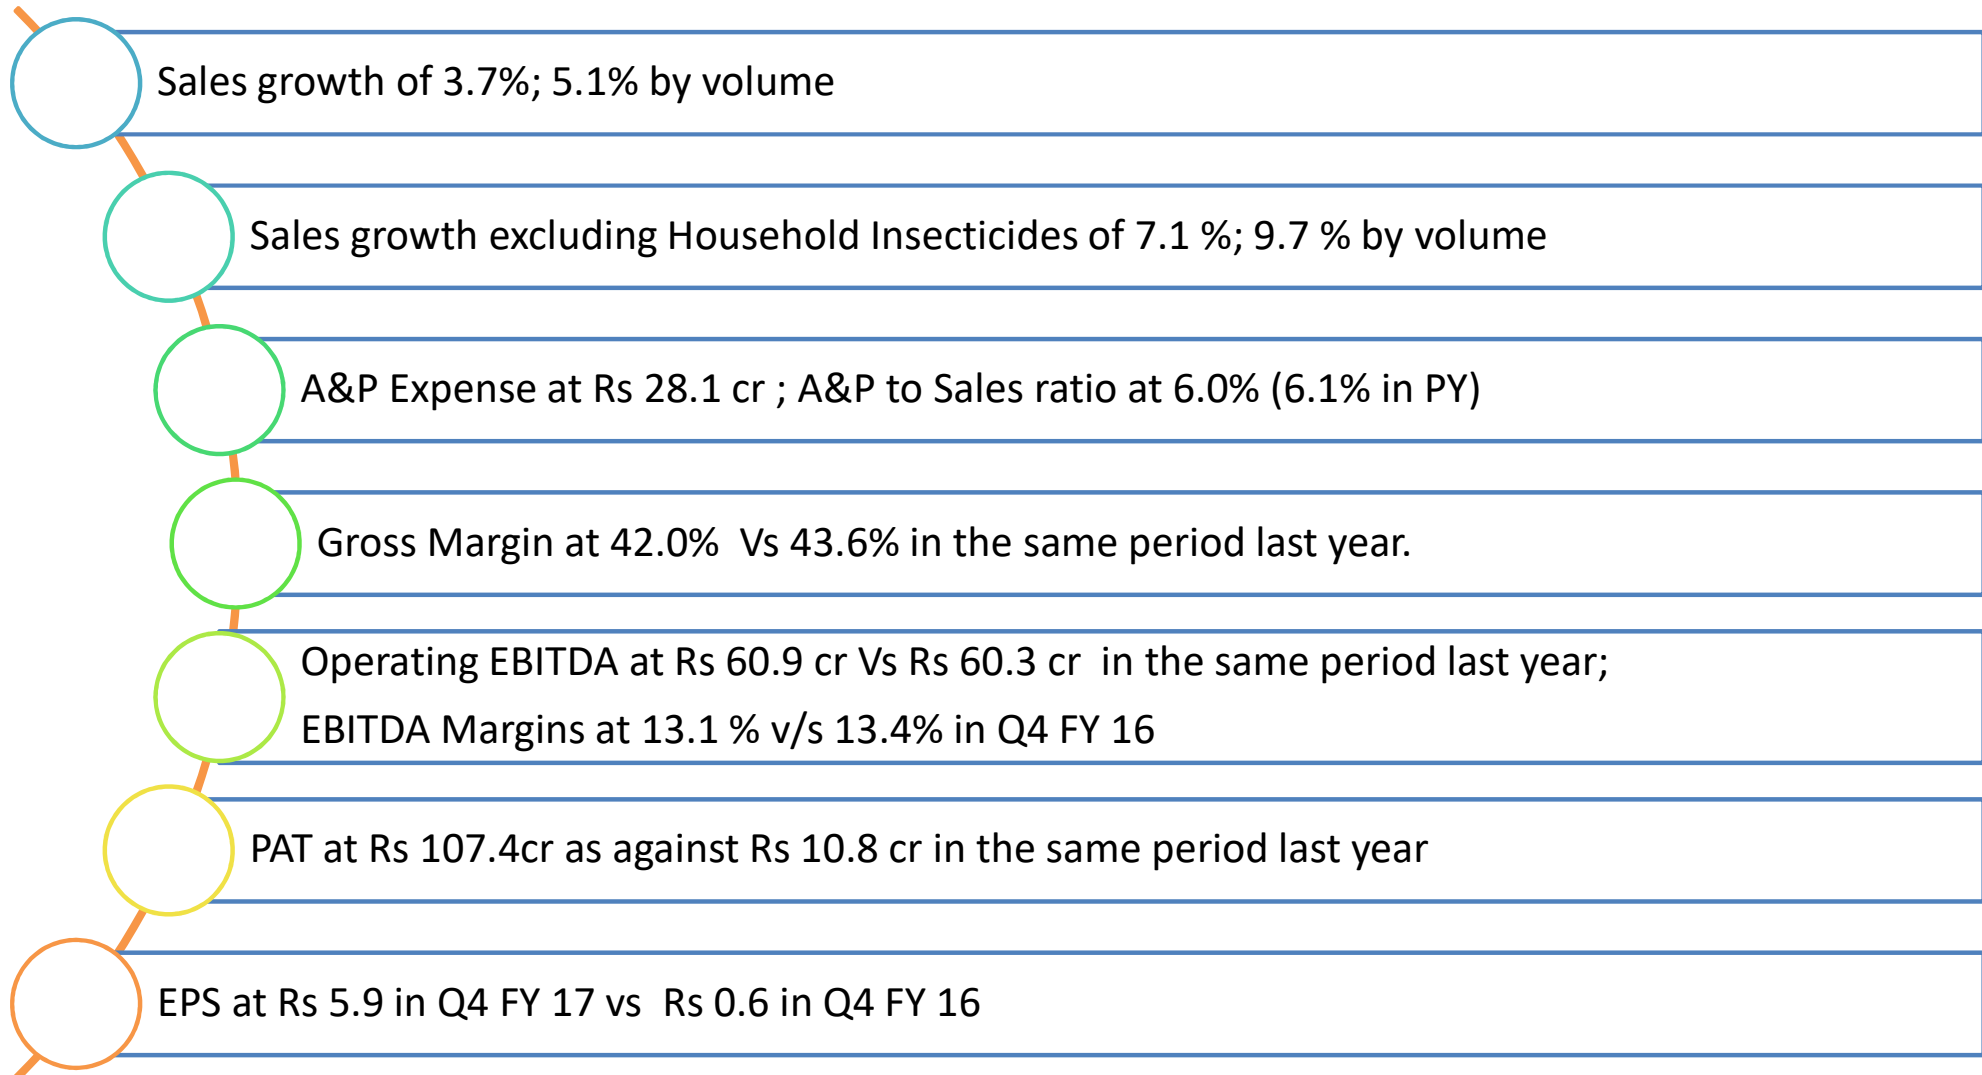 Sales growth of 3.7%; 5.1% by volume
Sales growth excluding Household Insecticides of 7.1 %; 9.7 % by volume
A&P Expense at Rs 28.1 cr ; A&P to Sales ratio at 6.0% (6.1% in PY)
Gross Margin at 42.0%  Vs 43.6% in the same period last year.
Operating EBITDA at Rs 60.9 cr Vs Rs 60.3 cr  in the same period last year;
EBITDA Margins at 13.1 % v/s 13.4% in Q4 FY 16
PAT at Rs 107.4cr as against Rs 10.8 cr in the same period last year
EPS at Rs 5.9 in Q4 FY 17 vs  Rs 0.6 in Q4 FY 16